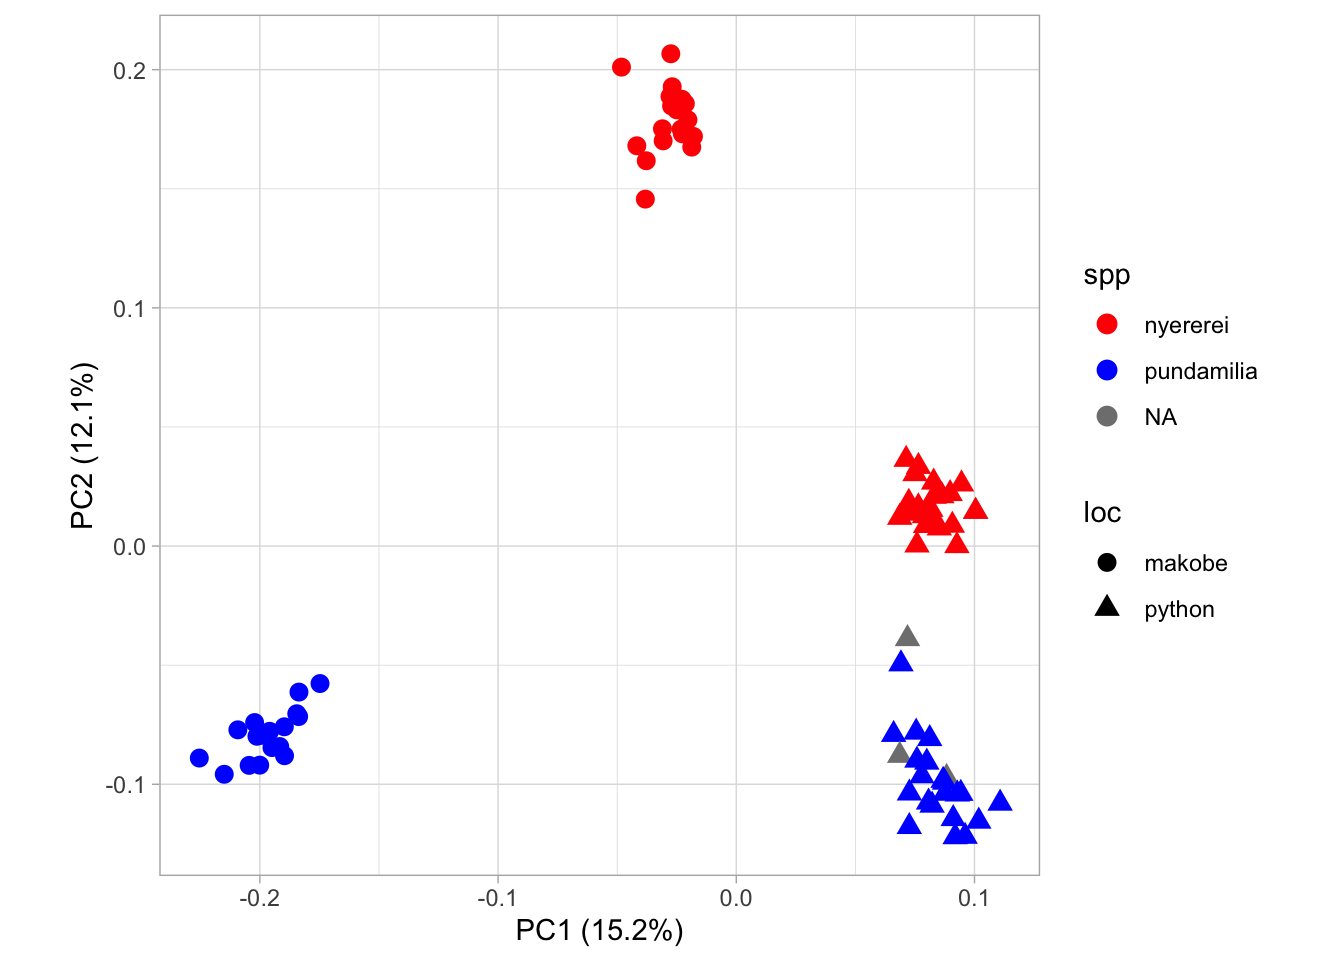 0.2
0.1
0.0
-0.1
PC2 (12.1%)
-0.2
-0.1
0.0
0.1
PC1 (15.2%)
spp
nyererei
pundamilia
NA
loc
makobe
python